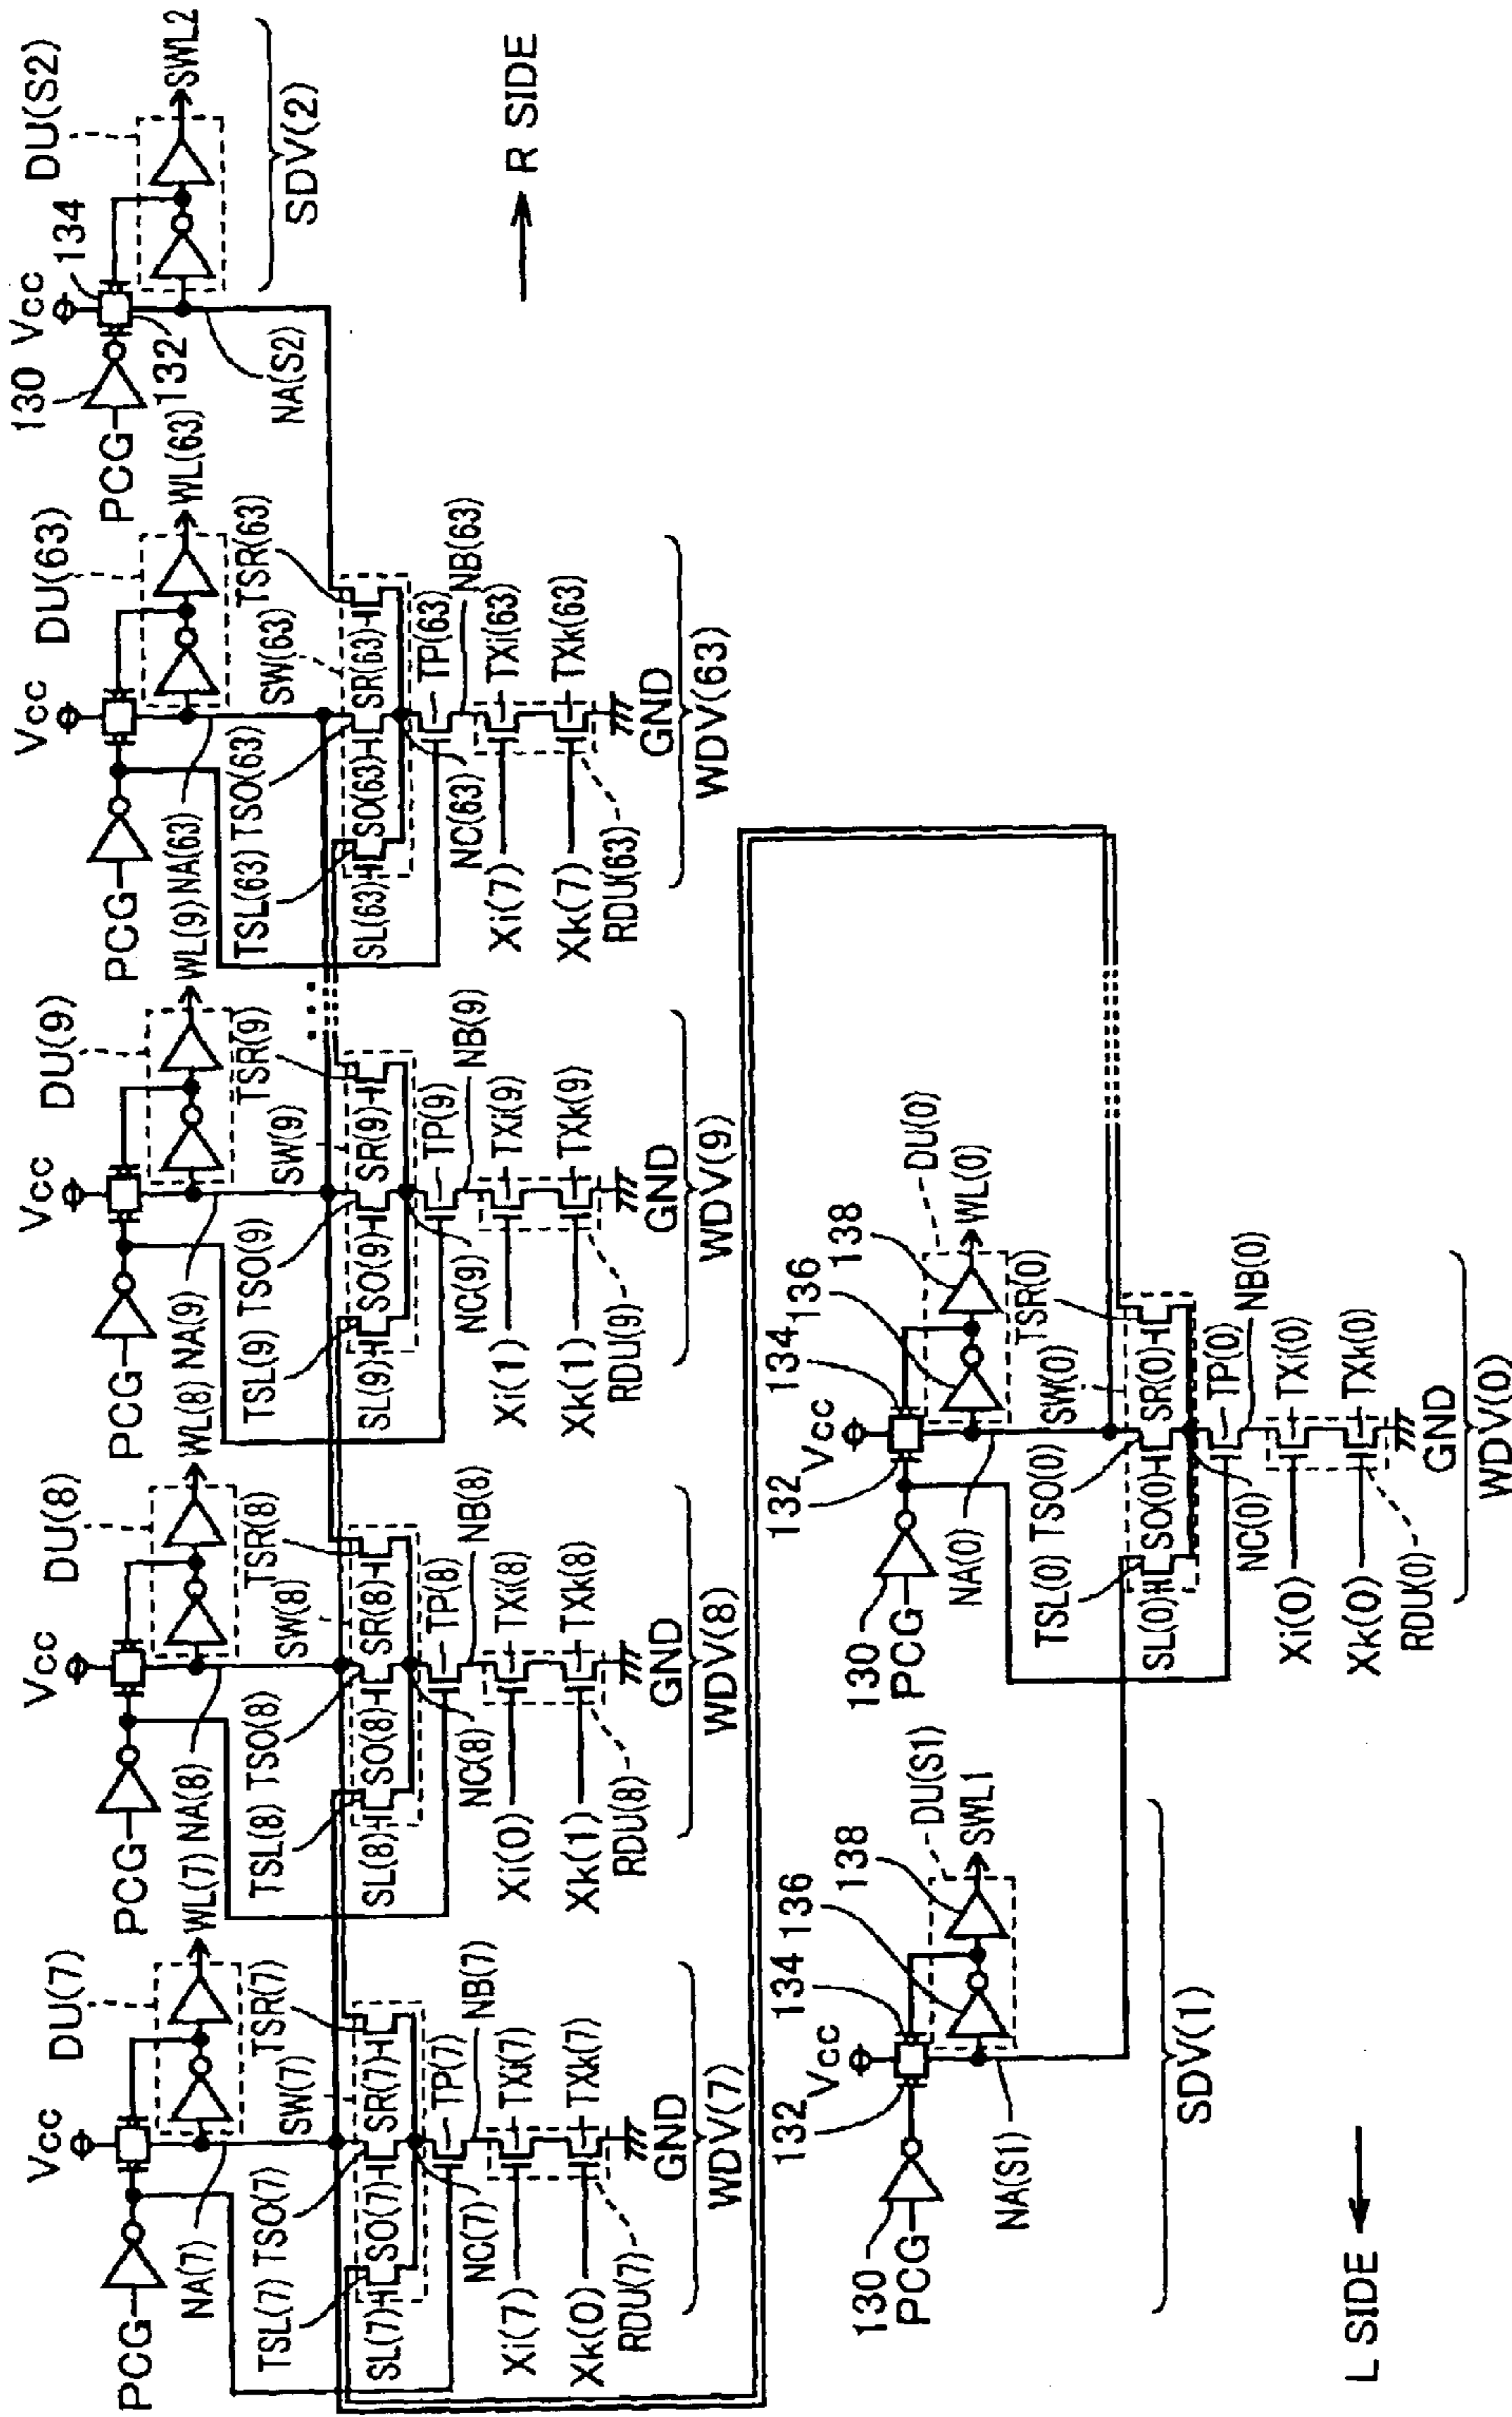 PCG
Vcc
DU(7)
WL(7)
NA(7)
TSL(7) TSO(7)
SW(7)
TSR(7)
SL(7)
SO(7)
SR(7)
TP(7)
NC(7)
NB(7)
Xi(7)
TXi(7)
Xk(0)
TXk(7)
RDU(7)
GND
WDV(7)
PCG
Vcc
DU(8)
WL(8)
NA(8)
TSL(8) TSO(8)
SW(8)
TSR(8)
SL(8)
SO(8)
SR(8)
TP(8)
NC(8)
NB(8)
Xi(0)
TXi(8)
Xk(1)
TXk(8)
RDU(8)
GND
WDV(8)
PCG
Vcc
DU(9)
WL(9)
NA(9)
TSL(9) TSO(9)
SW(9)
TSR(9)
SL(9)
SO(9)
SR(9)
TP(9)
NC(9)
NB(9)
Xi(1)
TXi(9)
Xk(1)
TXk(9)
RDU(9)
GND
WDV(9)
PCG
Vcc
DU(63)
WL(63)
NA(63)
TSL(63) TSO(63)
SW(63)
TSR(63)
SL(63)
SO(63)
SR(63)
TP(63)
NC(63)
NB(63)
Xi(7)
TXi(63)
Xk(7)
TXk(63)
RDU(63)
GND
WDV(63)
130
Vcc
134
DU(S2)
PCG
132
SWL2
NA(S2)
SDV(2)
R SIDE
130
PCG
132
Vcc
134
136
138
DU(S1)
SWL1
NA(S1)
SDV(1)
130
PCG
132
Vcc
134
136
138
DU(0)
WL(0)
NA(0)
TSL(0) TSO(0)
SW(0)
TSR(0)
SL(0)
SO(0)
SR(0)
TP(0)
NC(0)
NB(0)
Xi(0)
TXi(0)
Xk(0)
TXk(0)
RDU(0)
GND
WDV(0)
L SIDE